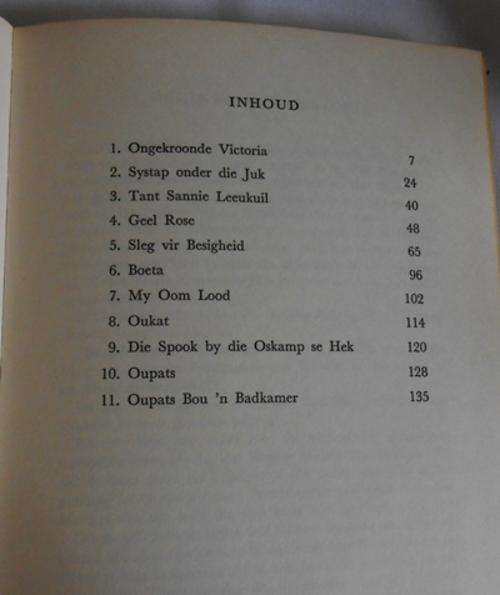 INHOUD
1. Ongekroonde Victoria 7
2. Systap onder die Juk 24
3. Tant Sannie Leeukuil 40
4. Geel Rose 48
5. Sleg vir Besigheid 65
6. Boeta 96
7. My Oom Lood 102
8. Oukat 114
9. Die Spook by die Oskamp se Hek 120
10. Oupats 128
11. Oupats Bou 'n Badkamer 135